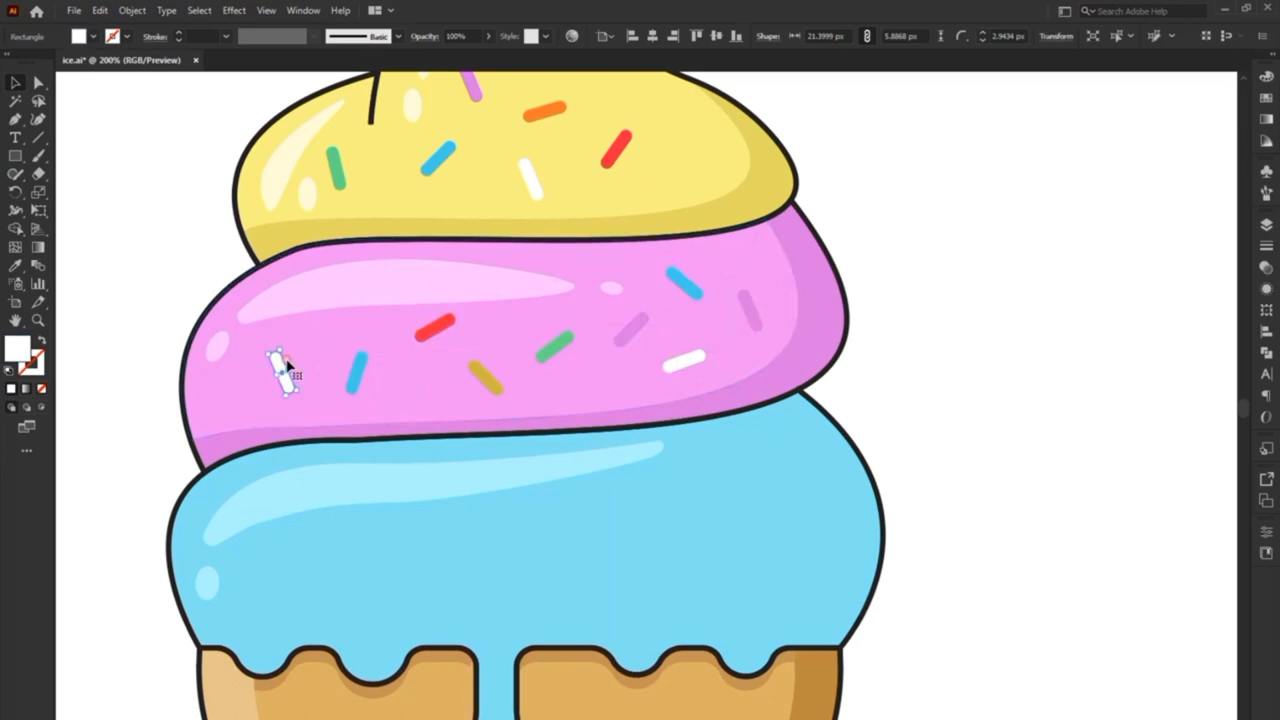 Ai File Edit Object Type Select Effect View Window Help Search Adobe Help
Rectangle Stroke: Basic Opacity: 100% Style: Shape: 21.3999 px 5.8868 px 2.9434 px Transform
ice.ai* @ 200% (RGB/Preview) ×